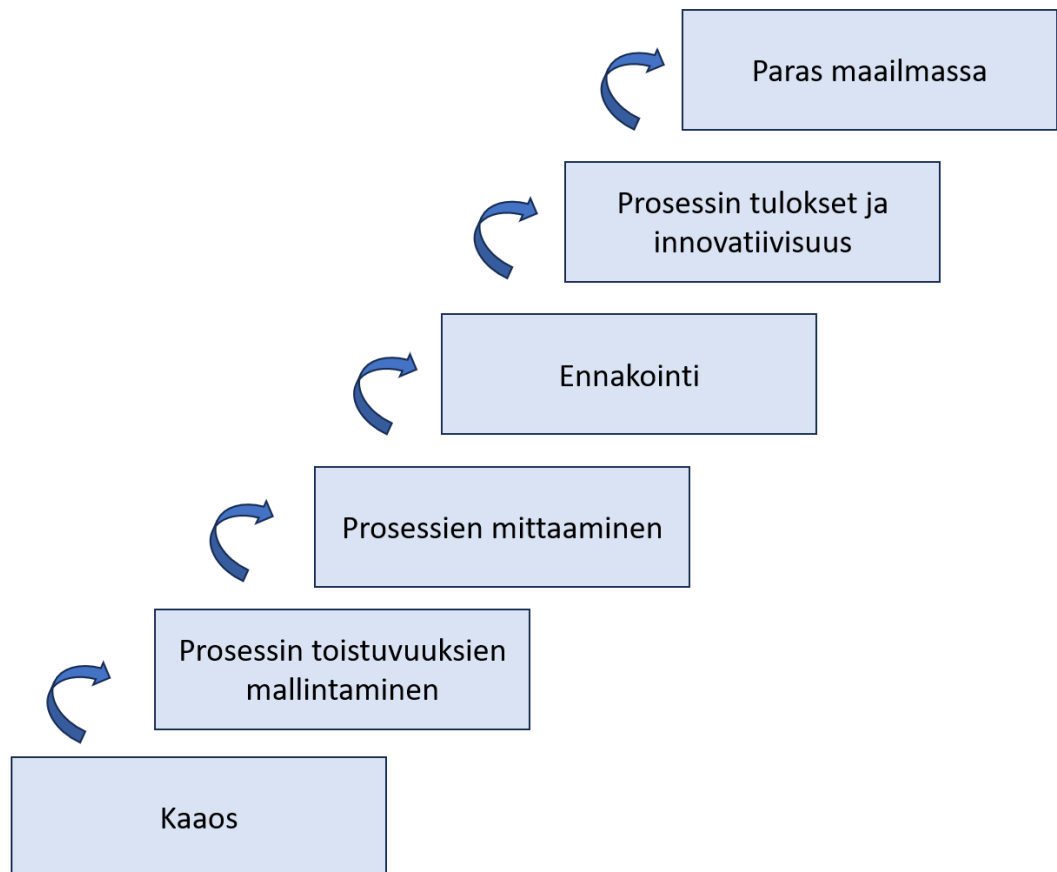 Paras maailmassa
Prosessin tulokset ja
innovatiivisuus
Ennakointi
Prosessien mittaaminen
Prosessin toistuvuuksien
mallintaminen
Kaaos